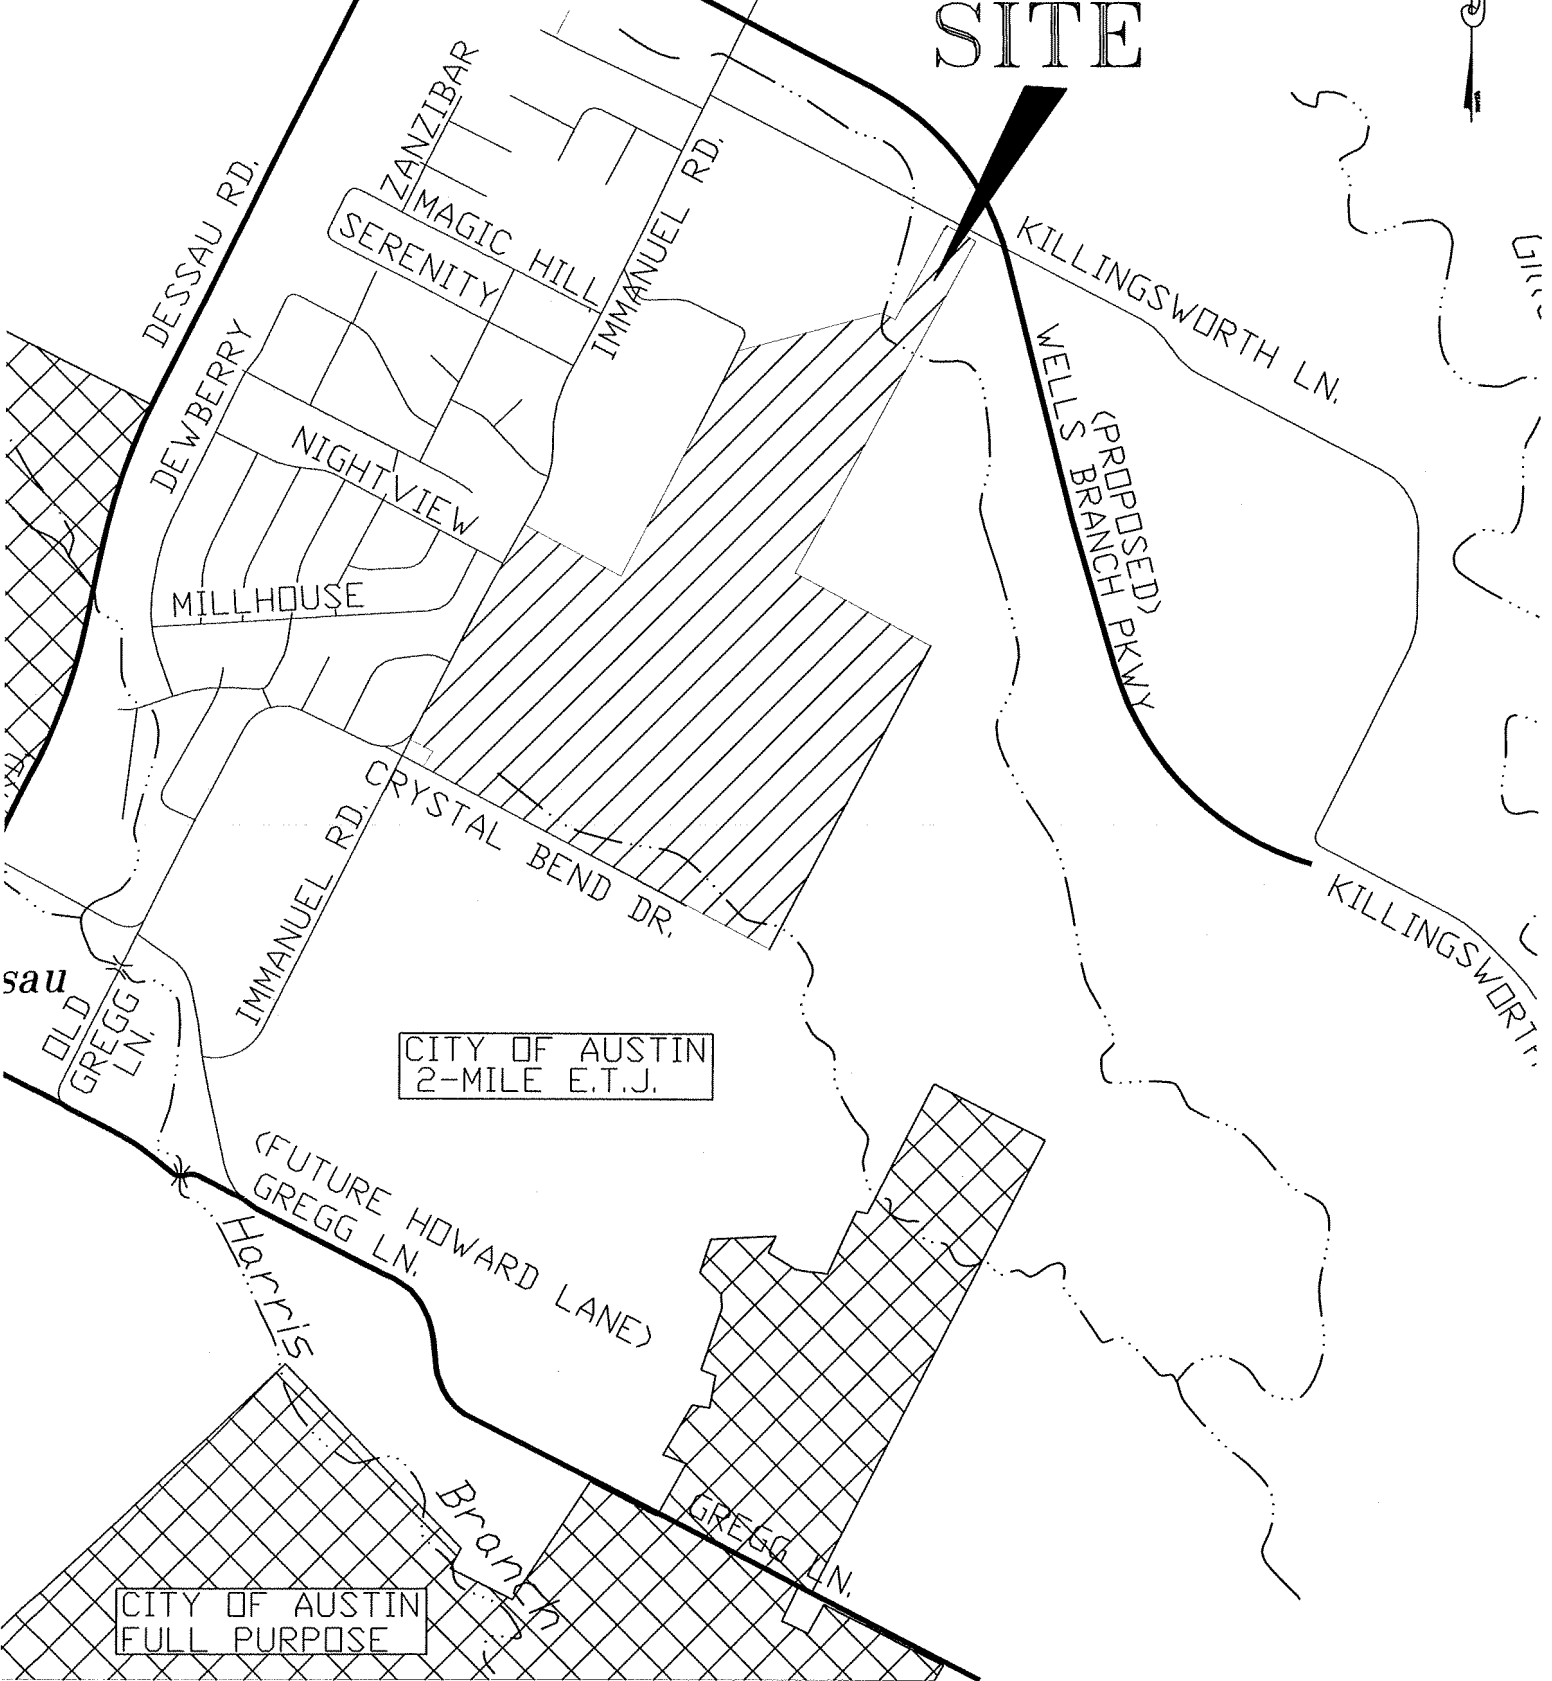 SITE
ZANZIBAR
DESSAU RD.
IMMANUEL RD.
MAGIC HILL
SERENITY
KILLINGSWORTH LN.
DEWBERRY
NIGHTVIEW
WELLS BRANCH PKWY
(PROPOSED)
MILLHOUSE
CRYSTAL BEND DR.
IMMANUEL RD.
KILLINGSWORTH
sau
OLD
GREGG
LN.
CITY OF AUSTIN
2-MILE E.T.J.
(FUTURE HOWARD LANE)
GREGG LN.
Harris
Branch
GREGG LN.
CITY OF AUSTIN
FULL PURPOSE